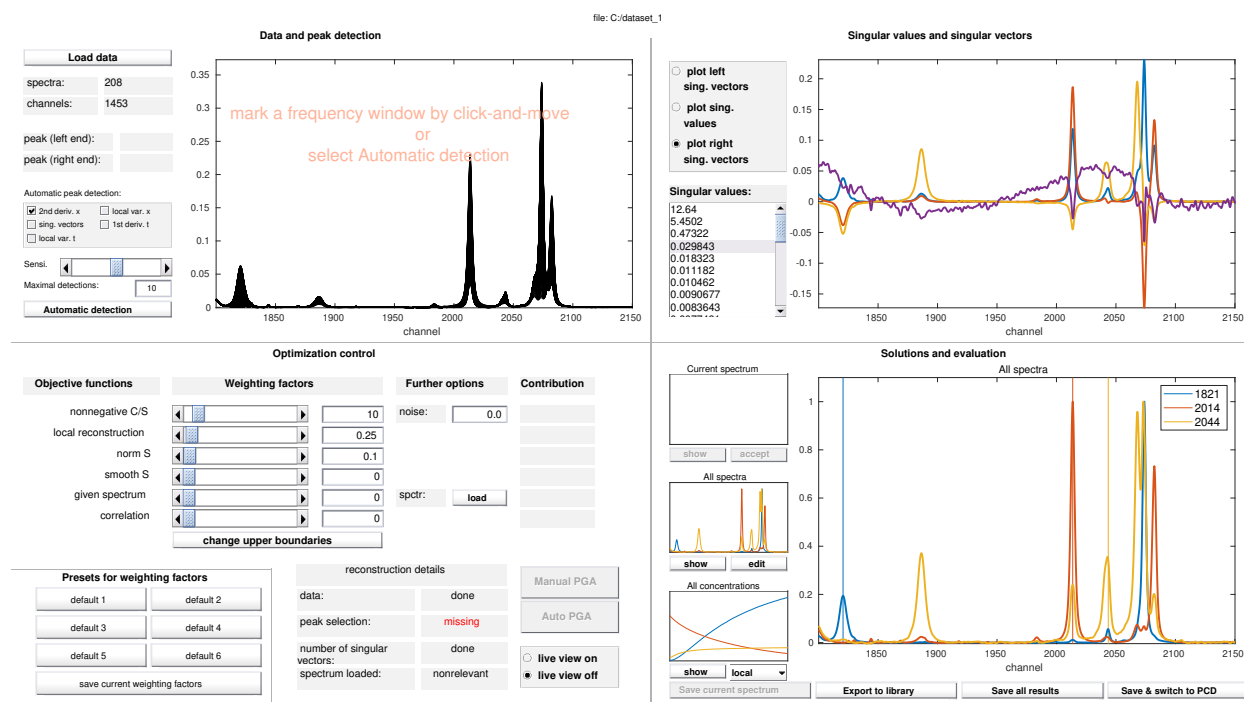 file: C:/dataset_1
Data and peak detection
Load data
spectra: 208
channels: 1453
peak (left end):
peak (right end):
Automatic peak detection:
2nd deriv. x local var. x
sing. vectors 1st deriv. t
local var. t
Sensi.
Maximal detections: 10
Automatic detection
mark a frequency window by click-and-move
or
select Automatic detection
0.35
0.3
0.25
0.2
0.15
0.1
0.05
0
1850 1900 1950 2000 2050 2100 2150
channel
Singular values and singular vectors
plot left
sing. vectors
plot sing.
values
plot right
sing. vectors
Singular values:
12.64
5.4502
0.47322
0.029843
0.018323
0.011182
0.010462
0.0090677
0.0083643
0.2
0.15
0.1
0.05
0
-0.05
-0.1
-0.15
1850 1900 1950 2000 2050 2100 2150
channel
Optimization control
Objective functions Weighting factors Further options Contribution
nonnegative C/S 10 noise: 0.0
local reconstruction 0.25
norm S 0.1
smooth S 0
given spectrum 0 spctr: load
correlation 0
change upper boundaries
Presets for weighting factors
default 1 default 2
default 3 default 4
default 5 default 6
save current weighting factors
reconstruction details
data: done
peak selection: missing
number of singular
vectors: done
spectrum loaded: nonrelevant
Manual PGA
Auto PGA
live view on
live view off
Solutions and evaluation
Current spectrum
show accept
All spectra
show edit
All concentrations
show local
All spectra
1821
2014
2044
1
0.8
0.6
0.4
0.2
0
1850 1900 1950 2000 2050 2100 2150
channel
Save current spectrum Export to library Save all results Save & switch to PCD